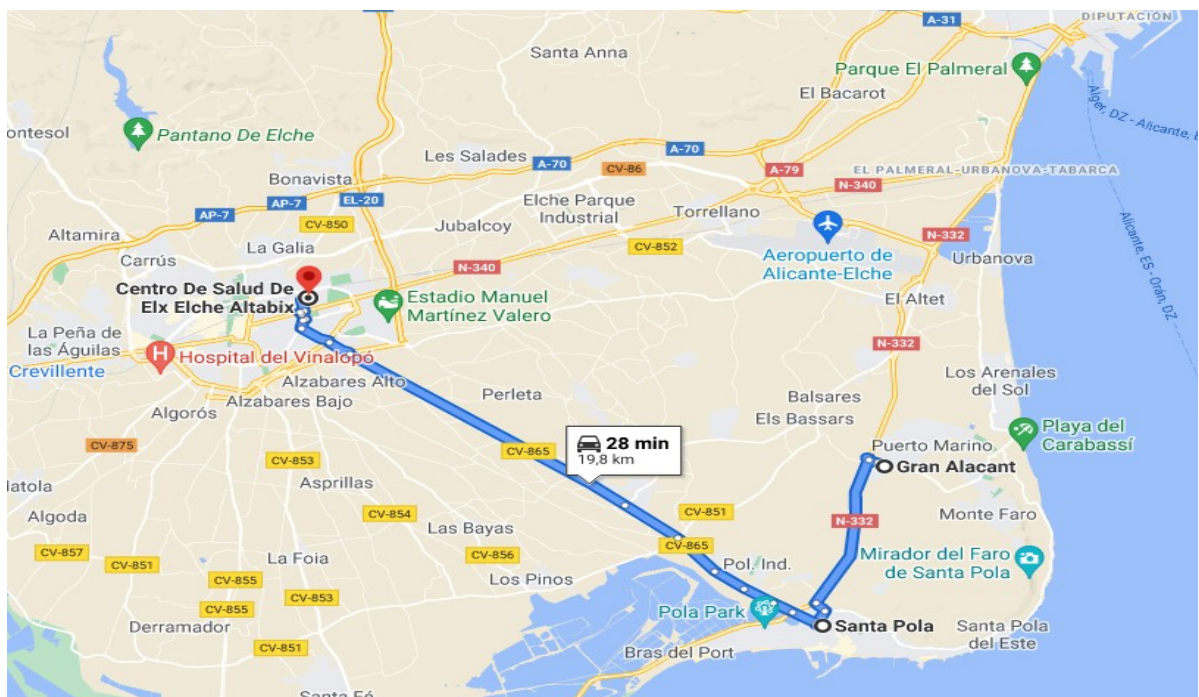 DIPUTACIÓN
A-31
Santa Anna
Parque El Palmeral
El Bacarot
Alger, DZ - Alicante, E
ontesol
Pantano De Elche
Les Salades
A-70
A-70
CV-86
A-79
EL PALMERAL-URBANOVA-TABARCA
N-340
Bonavista
EL-20
AP-7
AP-7
Elche Parque
Industrial
Torrellano
Alicante, ES - Orán, DZ
CV-850
Jubalcoy
Altamira
La Galia
CV-852
N-332
Carrús
N-340
Aeropuerto de
Alicante-Elche
Urbanova
Centro De Salud De
Elx Elche Altabix
Estadio Manuel
Martínez Valero
El Altet
La Peña de
las Águilas
Hospital del Vinalopó
N-332
Crevillente
Alzabares Alto
Los Arenales
del Sol
Algorós
Alzabares Bajo
Perleta
Balsares
Els Bassars
Playa del
Carabassí
CV-875
CV-865
28 min
19,8 km
Puerto Marino
Gran Alacant
CV-853
Asprillas
latola
CV-854
CV-851
N-332
Monte Faro
Algoda
Las Bayas
CV-857
CV-851
La Foia
CV-856
CV-865
Mirador del Faro
de Santa Pola
CV-855
CV-853
Los Pinos
Pol. Ind.
CV-855
Pola Park
Derramador
Santa Pola
Santa Pola
del Este
CV-851
Bras del Port
Santa Fé